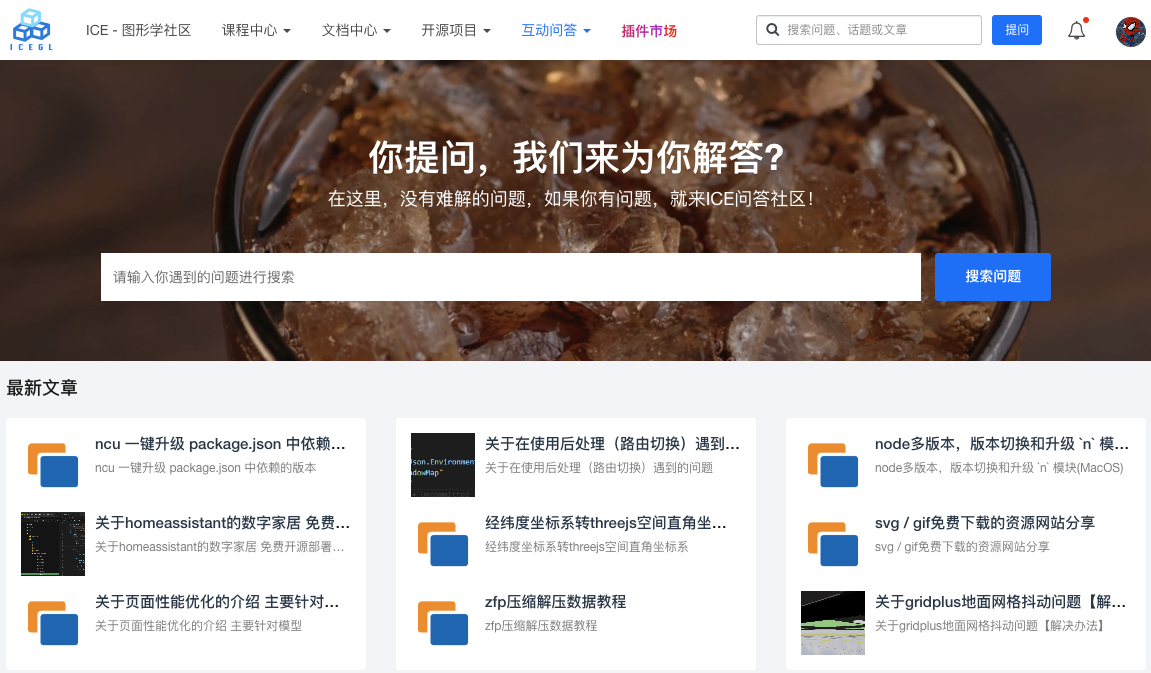 ICEGL
ICE - 图形学社区
课程中心
文档中心
开源项目
互动问答
插件市场
搜索问题、话题或文章
提问
你提问，我们来为你解答?
在这里，没有难解的问题，如果你有问题，就来ICE问答社区！
请输入你遇到的问题进行搜索
搜索问题
最新文章
ncu 一键升级 package.json 中依赖...
ncu 一键升级 package.json 中依赖的版本
json.Environment
dowMap"
关于在使用后处理（路由切换）遇到...
关于在使用后处理（路由切换）遇到的问题
node多版本，版本切换和升级 `n` 模...
node多版本，版本切换和升级 `n` 模块(MacOS)
关于homeassistant的数字家居 免费...
关于homeassistant的数字家居 免费开源部署...
经纬度坐标系转threejs空间直角坐...
经纬度坐标系转threejs空间直角坐标系
svg / gif免费下载的资源网站分享
svg / gif免费下载的资源网站分享
关于页面性能优化的介绍 主要针对...
关于页面性能优化的介绍 主要针对模型
zfp压缩解压数据教程
zfp压缩解压数据教程
关于gridplus地面网格抖动问题【解...
关于gridplus地面网格抖动问题【解决办法】